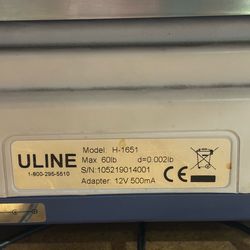 ULINE
1-800-295-5510
Model: H-1651
Max 60lb d=0.002lb
S/N:105219014001
Adapter 12V 500mA
CE